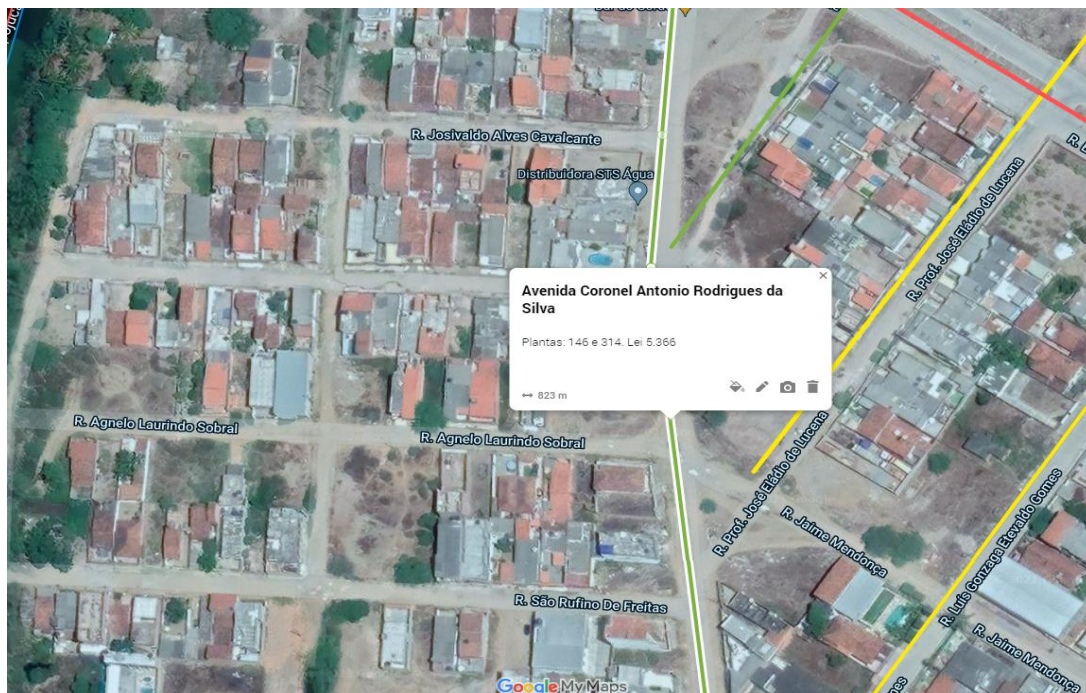 R. Josivaldo Alves Cavalcante
Distribuidora STS Água
R. Prof. José Eládio de Lucena
Avenida Coronel Antonio Rodrigues da
Silva
Plantas: 146 e 314. Lei 5.366
823 m
R. Agnelo Laurindo Sobral
R. Agnelo Laurindo Sobral
R. Prof. José Eládio de Lucena
R. Jaime Mendonça
R. Luís Gonzaga Etevaldo Gomes
R. São Rufino De Freitas
R. Jaime Mendonça
Google My Maps